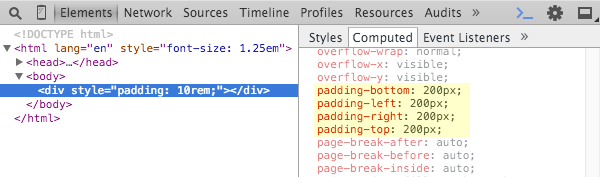 Elements Network Sources Timeline Profiles Resources Audits »
<!DOCTYPE html>
▼<html lang="en" style="font-size: 1.25em">
▶<head>…</head>
▼<body>
<div style="padding: 10rem;"></div>
</body>
</html>
Styles Computed Event Listeners »
overflow-wrap: normal;
overflow-x: visible;
overflow-y: visible;
padding-bottom: 200px;
padding-left: 200px;
padding-right: 200px;
padding-top: 200px;
page-break-after: auto;
page-break-before: auto;
page-break-inside: auto;